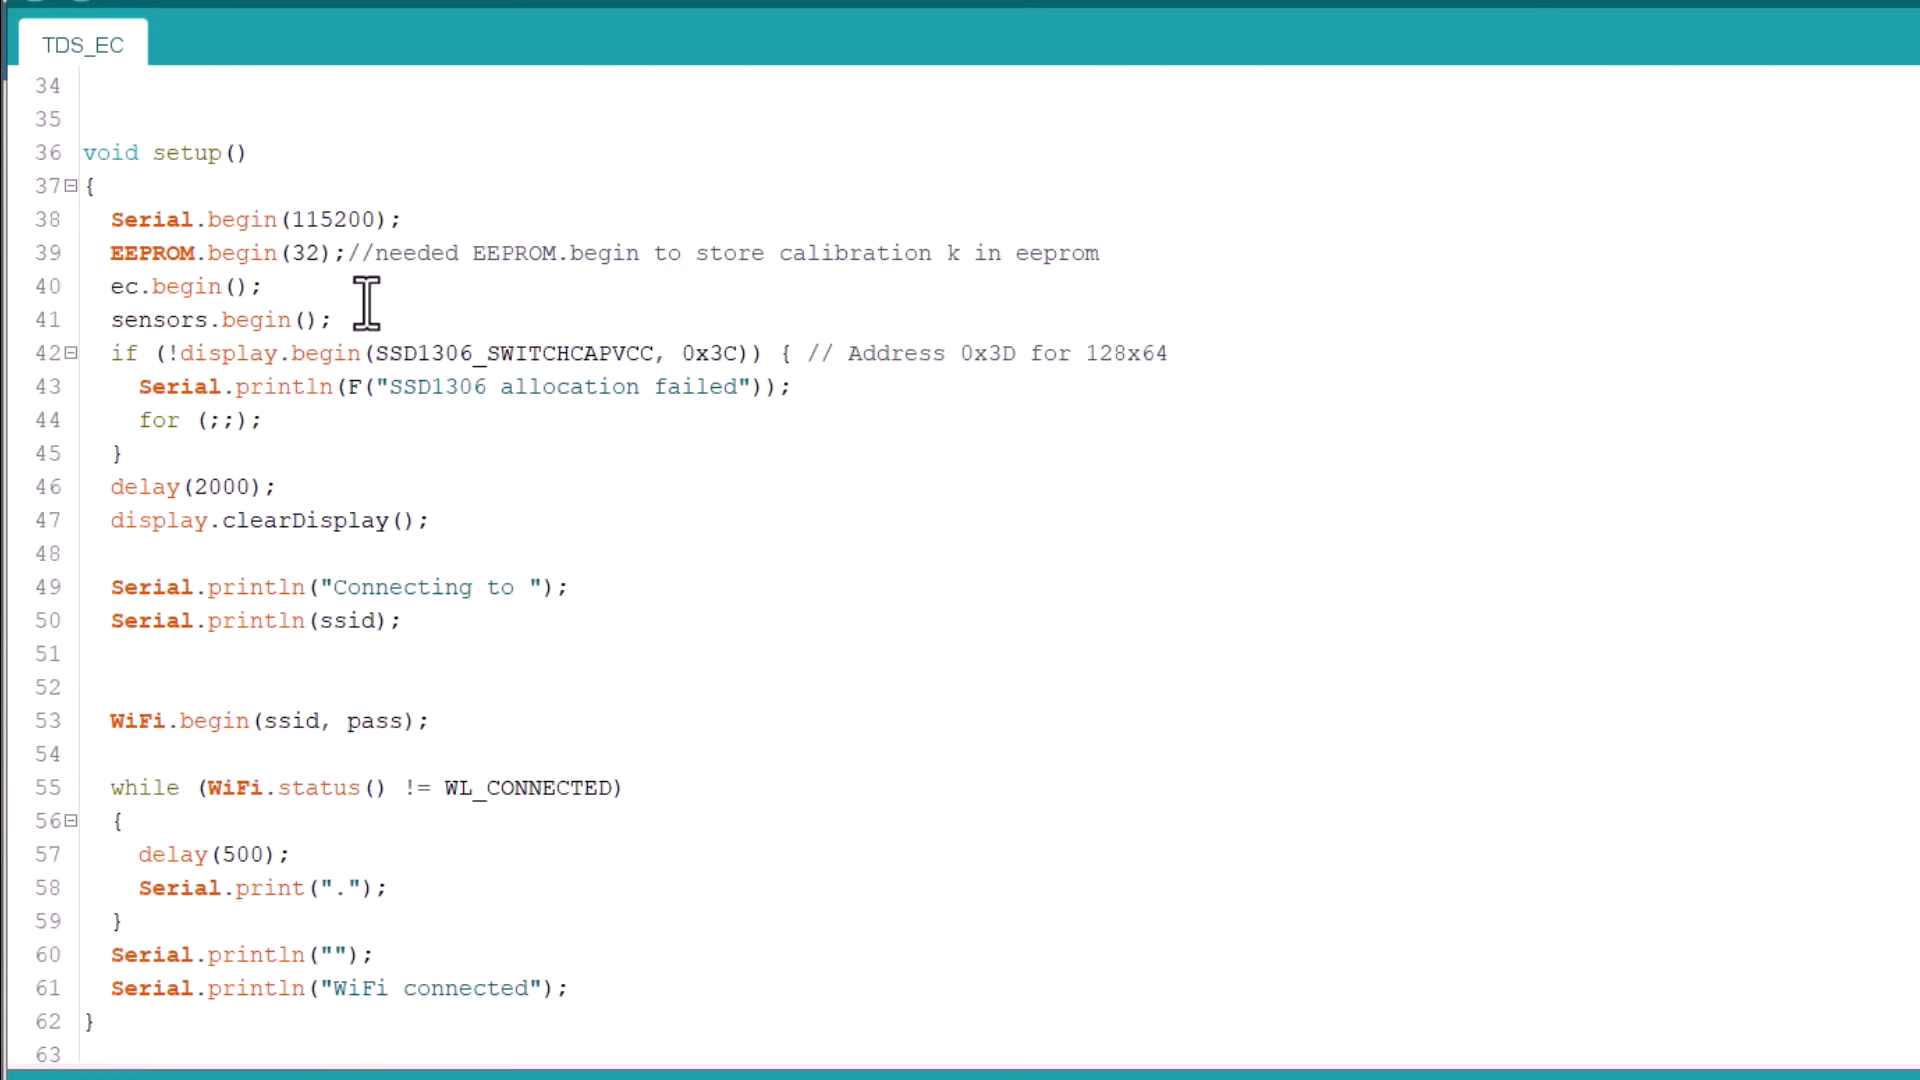 TDS_EC
34
35
36 void setup()
37 {
38 Serial.begin(115200);
39 EEPROM.begin(32);//needed EEPROM.begin to store calibration k in eeprom
40 ec.begin();
41 sensors.begin();
42 if (!display.begin(SSD1306_SWITCHCAPVCC, 0x3C)) { // Address 0x3D for 128x64
43 Serial.println(F("SSD1306 allocation failed"));
44 for (;;);
45 }
46 delay(2000);
47 display.clearDisplay();
48
49 Serial.println("Connecting to ");
50 Serial.println(ssid);
51
52
53 WiFi.begin(ssid, pass);
54
55 while (WiFi.status() != WL_CONNECTED)
56 {
57 delay(500);
58 Serial.print(".");
59 }
60 Serial.println("");
61 Serial.println("WiFi connected");
62 }
63